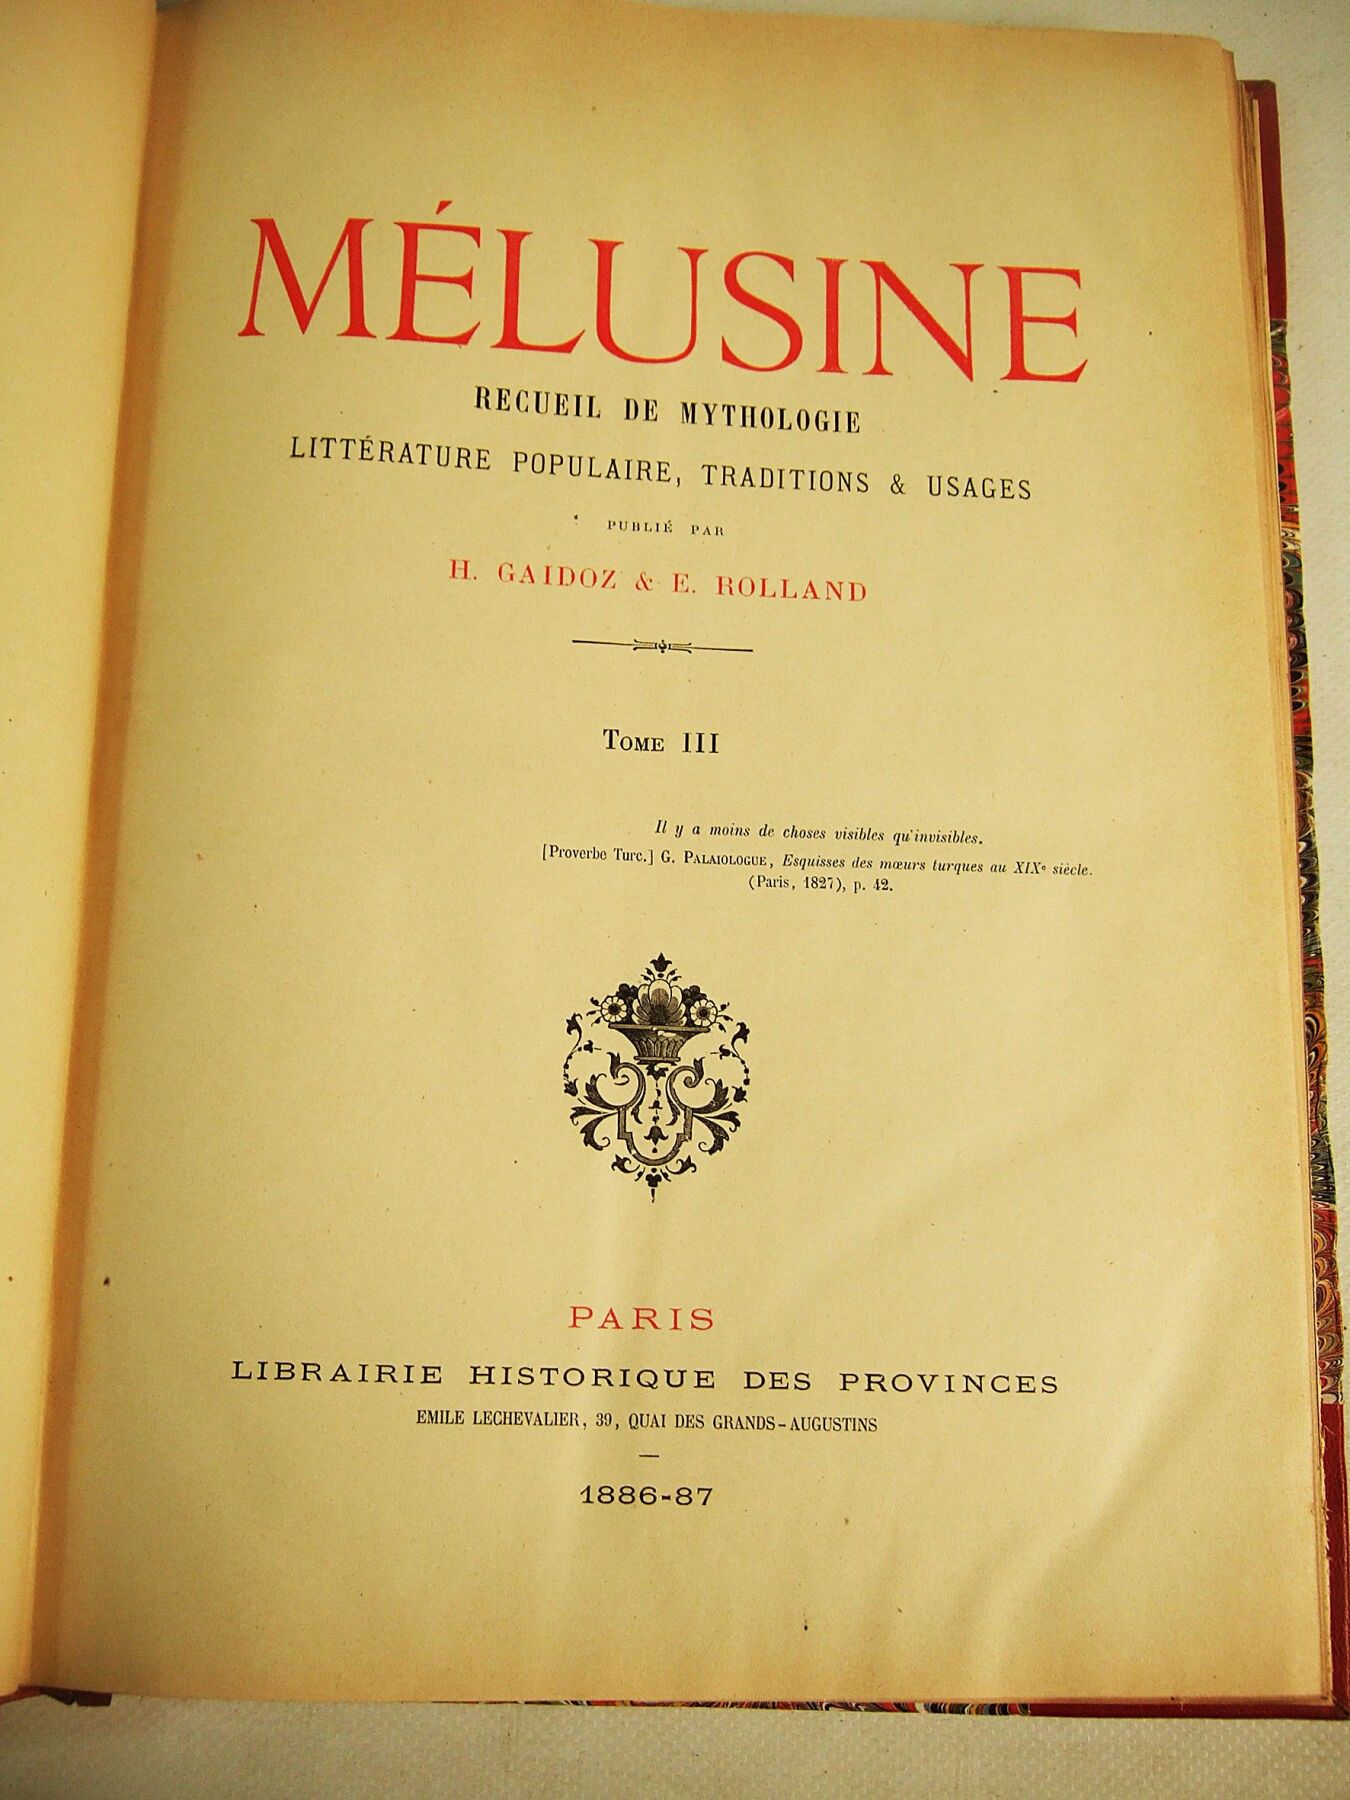 MÉLUSINE
RECUEIL DE MYTHOLOGIE
LITTÉRATURE POPULAIRE, TRADITIONS & USAGES
PUBLIÉ PAR
H. GAIDOZ & E. ROLLAND
TOME III
Il y a moins de choses visibles qu'invisibles.
[Proverbe Turc.] G. PALAIOLOGUE, Esquisses des mœurs turques au XIXe siècle.
(Paris, 1827), p. 42.
PARIS
LIBRAIRIE HISTORIQUE DES PROVINCES
EMILE LECHEVALIER, 39, QUAI DES GRANDS-AUGUSTINS
1886-87